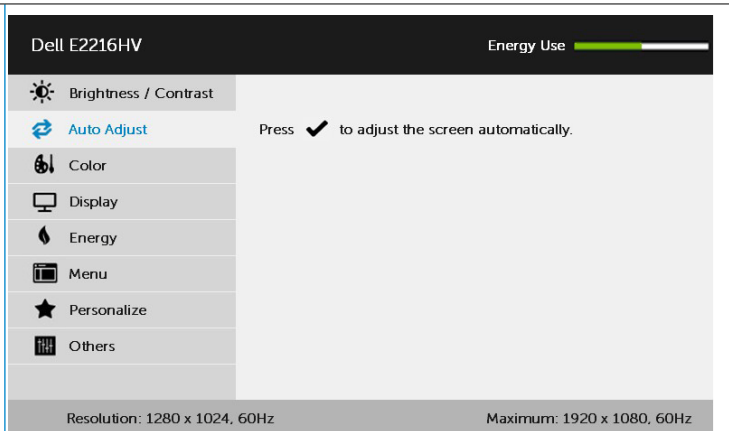 Dell E2216HV Energy Use
Brightness / Contrast
Auto Adjust Press ✔ to adjust the screen automatically.
Color
Display
Energy
Menu
Personalize
Others
Resolution: 1280 x 1024, 60Hz Maximum: 1920 x 1080, 60Hz